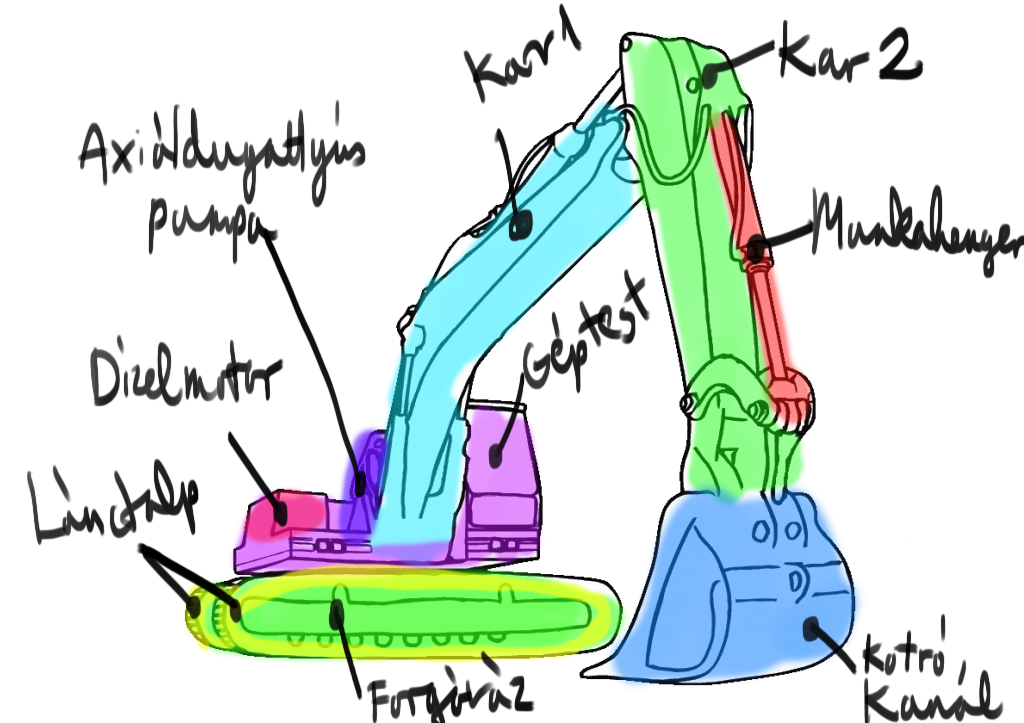 Kar 1
Kar 2
Axiáldugattyús
pumpa
Munkahenger
Géptest
Dízelmotor
Lánctalp
Forgóváz
Kotró
Kanál